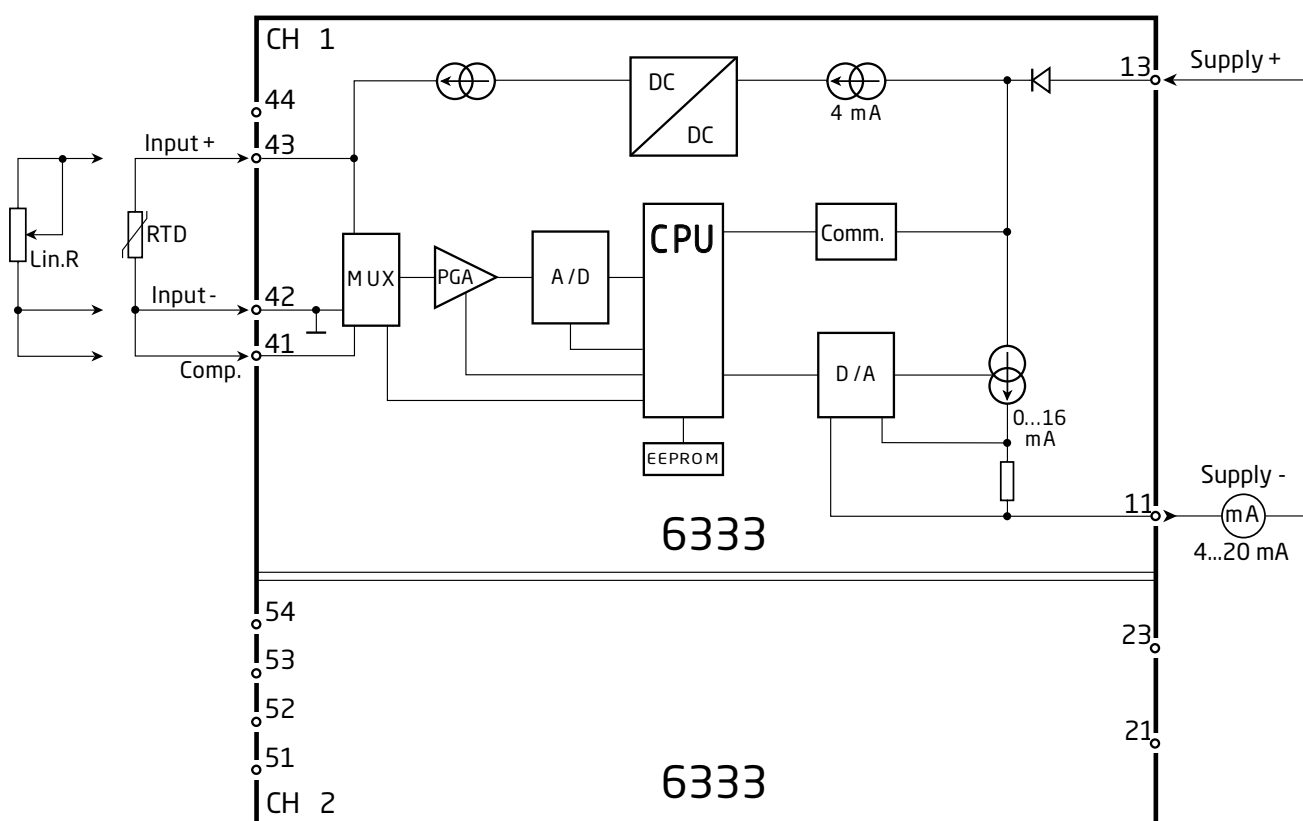 CH 1
13
Supply +
DC
DC
4 mA
44
Input +
43
CPU
Comm.
RTD
Lin.R
MUX
PGA
A/D
Input -
42
41
Comp.
D/A
0...16
mA
EEPROM
Supply -
11
mA
4...20 mA
6333
54
23
53
52
21
51
6333
CH 2